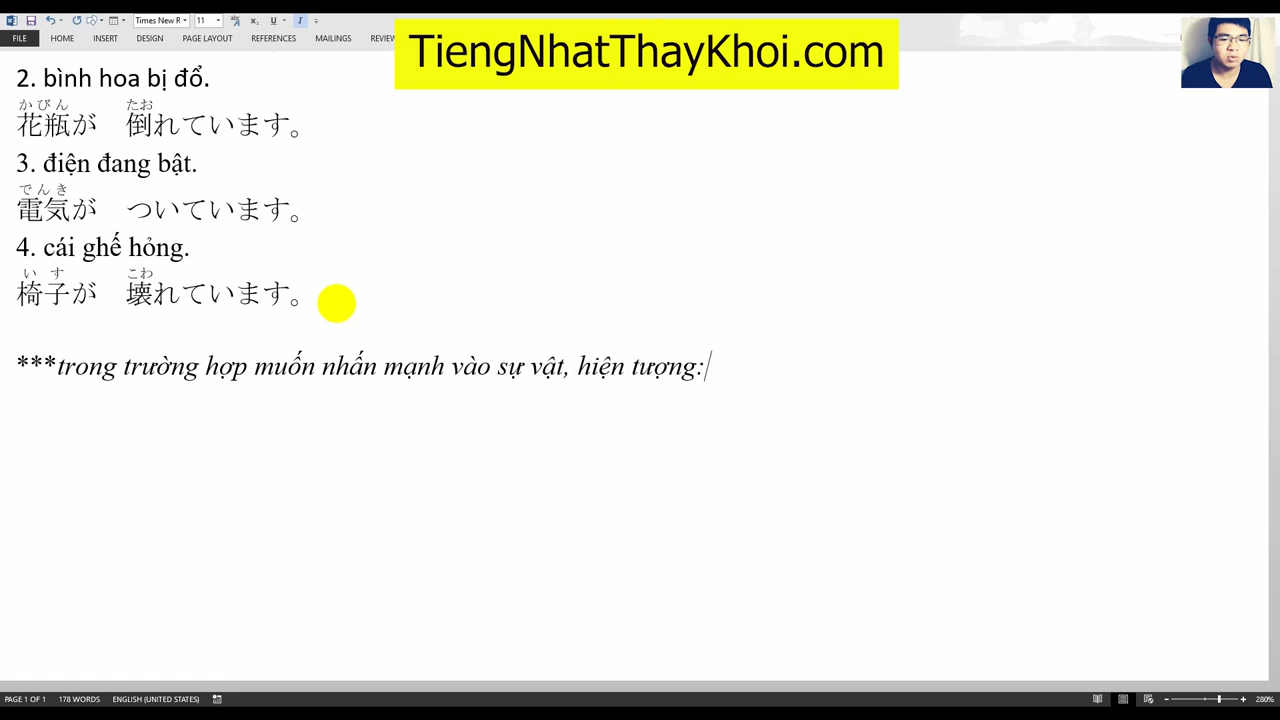 Times New R 11
FILE HOME INSERT DESIGN PAGE LAYOUT REFERENCES MAILINGS REVIEW
TiengNhatThayKhoi.com
2. bình hoa bị đổ.
かびん たお
花瓶が 倒れています。
3. điện đang bật.
でんき
電気が ついています。
4. cái ghế hỏng.
いす こわ
椅子が 壊れています。
***trong trường hợp muốn nhấn mạnh vào sự vật, hiện tượng:
PAGE 1 OF 1 178 WORDS ENGLISH (UNITED STATES) 280%